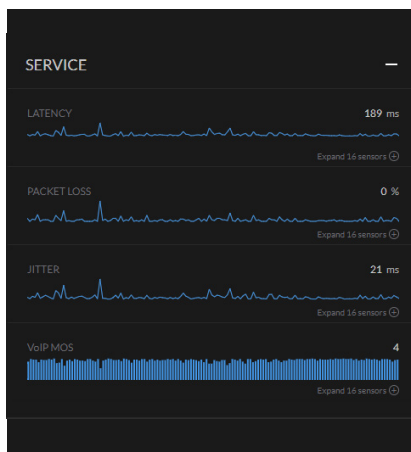 SERVICE
LATENCY 189 ms
Expand 16 sensors
PACKET LOSS 0 %
Expand 16 sensors
JITTER 21 ms
Expand 16 sensors
VoIP MOS 4
Expand 16 sensors